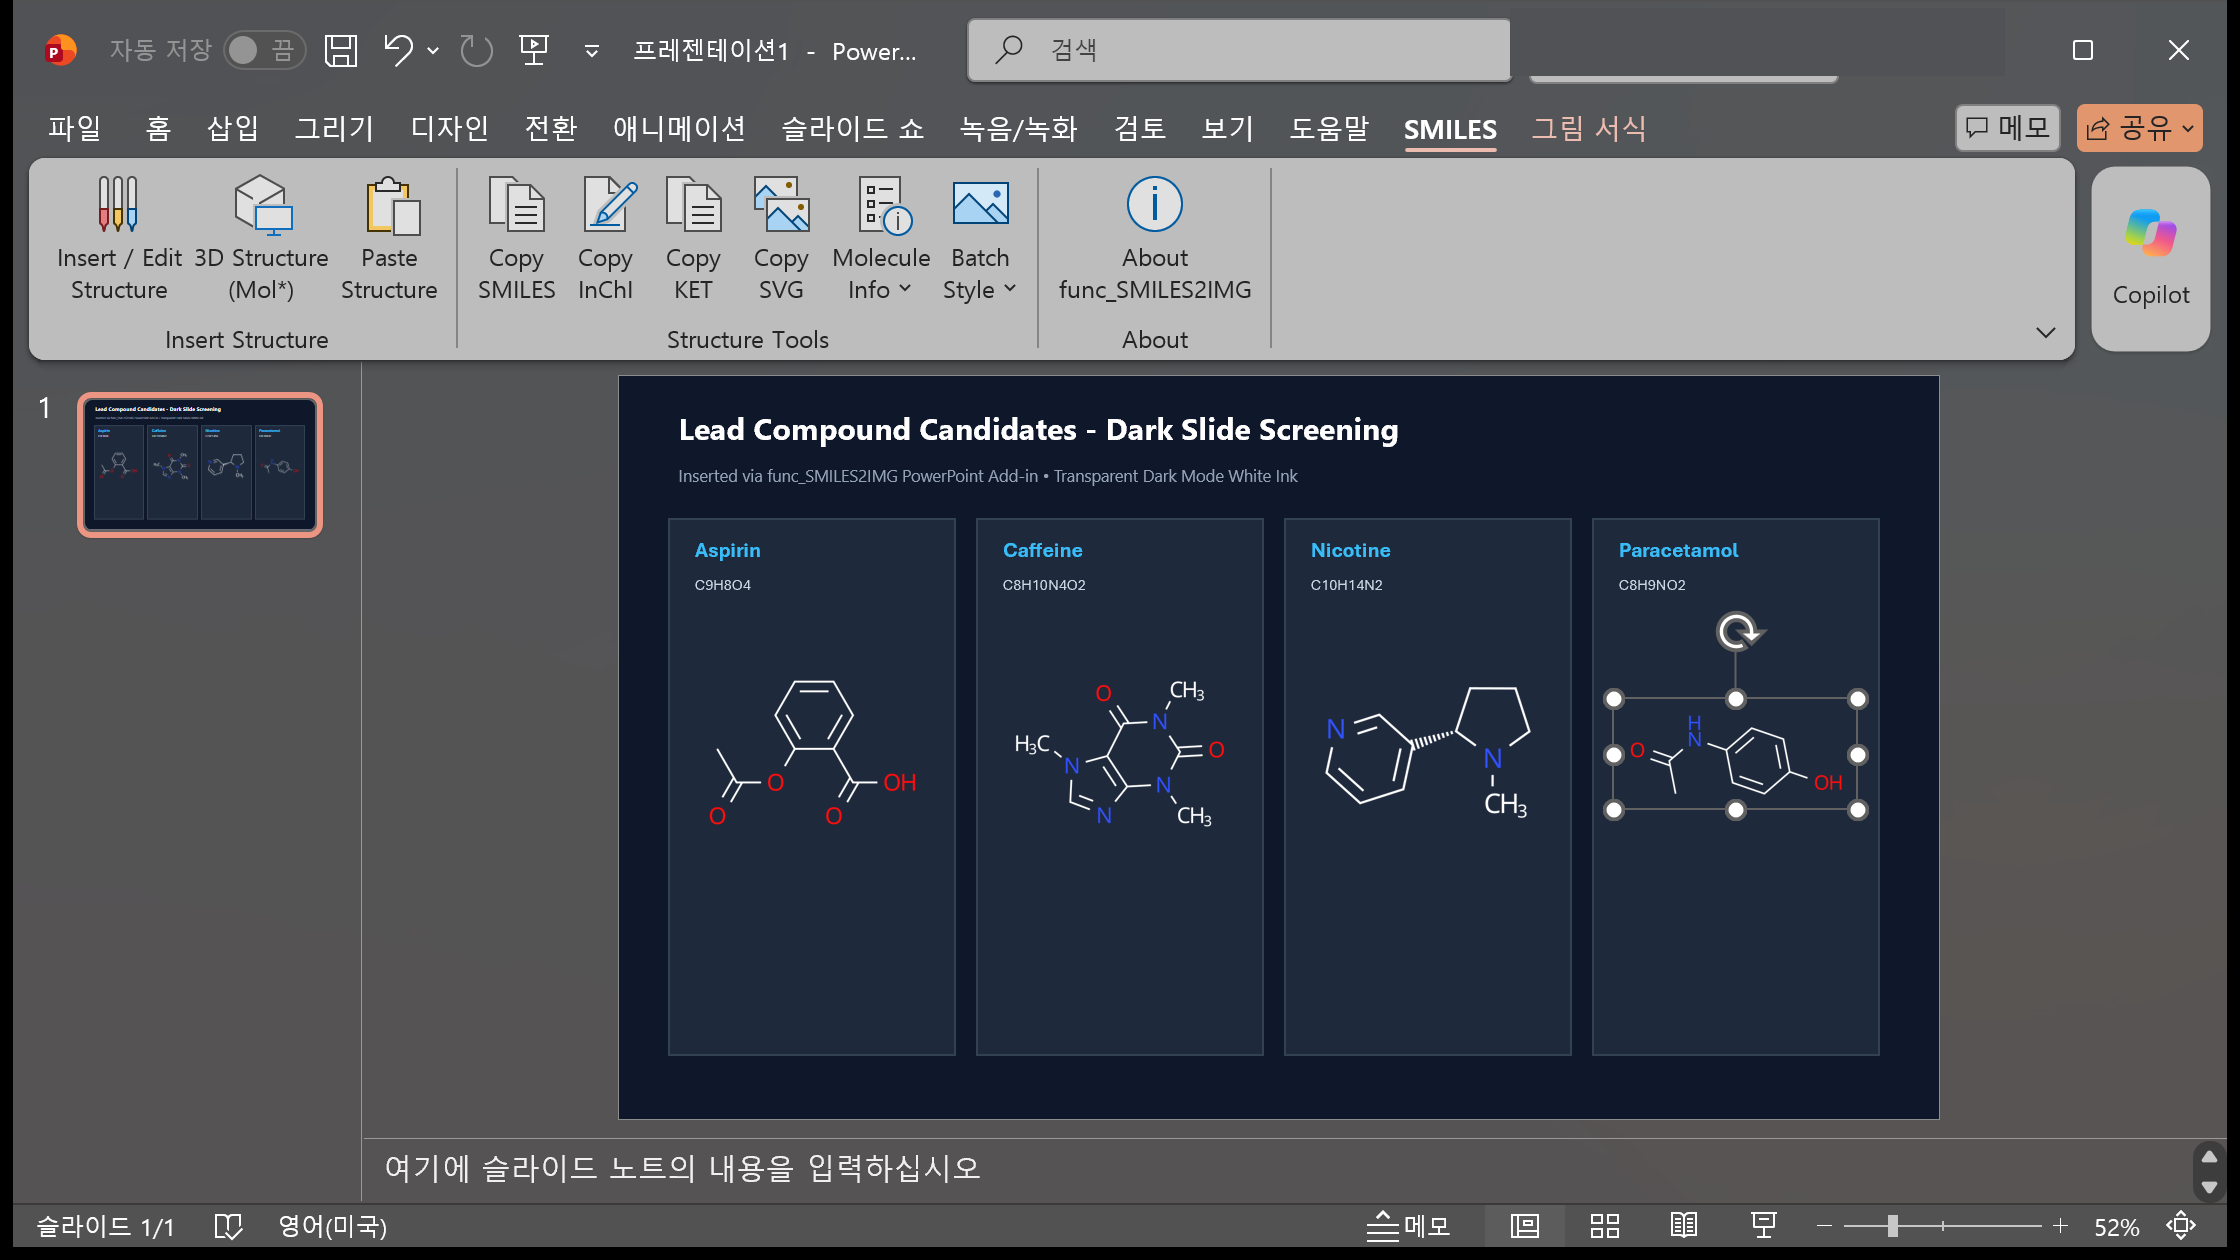 자동 저장 끔 프레젠테이션1 - Power... 검색
파일 홈 삽입 그리기 디자인 전환 애니메이션 슬라이드 쇼 녹음/녹화 검토 보기 도움말 SMILES 그림 서식 메모 공유
Insert / Edit Structure
3D Structure (Mol*)
Paste Structure
Copy SMILES
Copy InChI
Copy KET
Copy SVG
Molecule Info
Batch Style
About func_SMILES2IMG
Copilot
Insert Structure
Structure Tools
About
1
Lead Compound Candidates - Dark Slide Screening
Inserted via func_SMILES2IMG PowerPoint Add-in • Transparent Dark Mode White Ink
Aspirin
C9H8O4
O
O
O
OH
Caffeine
C8H10N4O2
O
CH3
N
H3C
N
O
N
N
CH3
Nicotine
C10H14N2
N
N
CH3
Paracetamol
C8H9NO2
H
N
O
OH
여기에 슬라이드 노트의 내용을 입력하십시오
슬라이드 1/1 영어(미국) 메모 52%